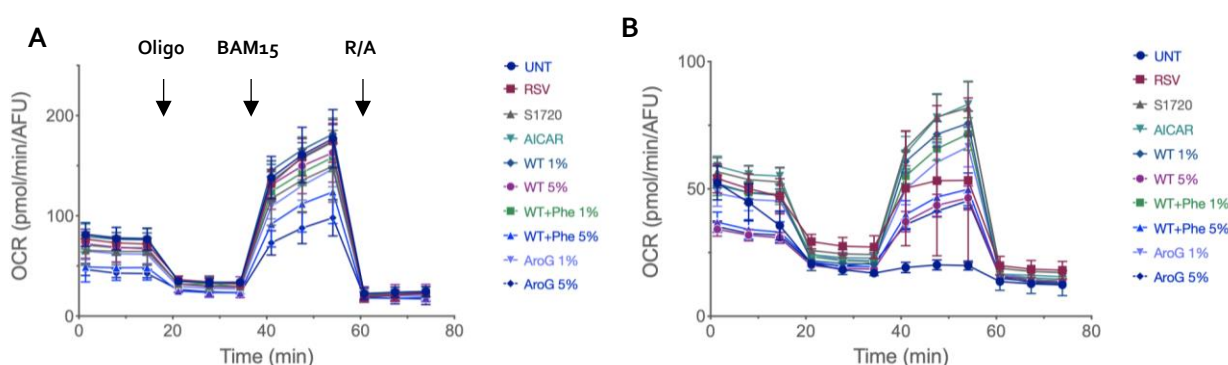 A
Oligo BAM15 R/A
OCR (pmol/min/AFU)
200
100
0
0 20 40 60 80
Time (min)
UNT
RSV
S1720
AICAR
WT 1%
WT 5%
WT+Phe 1%
WT+Phe 5%
AroG 1%
AroG 5%
B
OCR (pmol/min/AFU)
100
50
0
0 20 40 60 80
Time (min)
UNT
RSV
S1720
AICAR
WT 1%
WT 5%
WT+Phe 1%
WT+Phe 5%
AroG 1%
AroG 5%